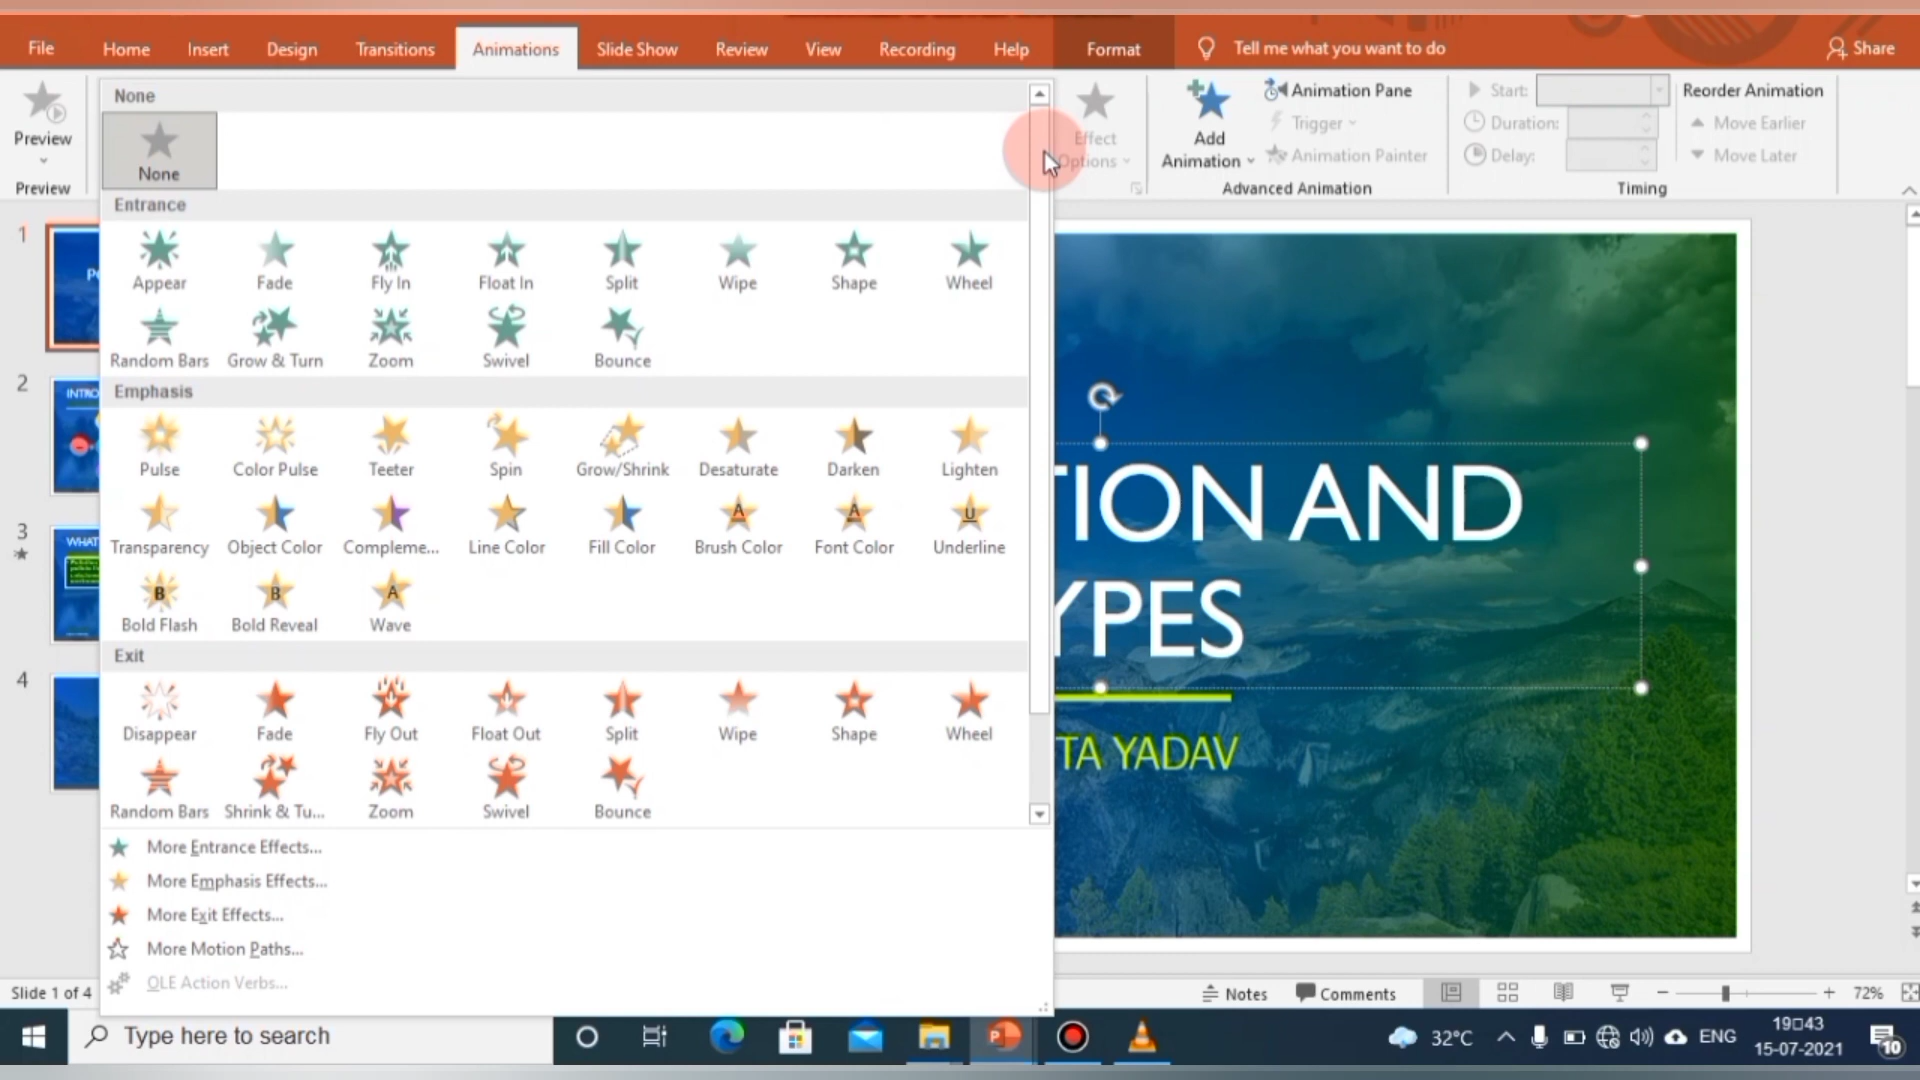 File Home Insert Design Transitions Animations Slide Show Review View Recording Help Format Tell me what you want to do Share
Preview
Preview
None
None
Entrance
Appear Fade Fly In Float In Split Wipe Shape Wheel
Random Bars Grow & Turn Zoom Swivel Bounce
Emphasis
Pulse Color Pulse Teeter Spin Grow/Shrink Desaturate Darken Lighten
Transparency Object Color Compleme... Line Color Fill Color Brush Color Font Color Underline
Bold Flash Bold Reveal Wave
Exit
Disappear Fade Fly Out Float Out Split Wipe Shape Wheel
Random Bars Shrink & Tu... Zoom Swivel Bounce
More Entrance Effects...
More Emphasis Effects...
More Exit Effects...
More Motion Paths...
OLE Action Verbs...
Effect
Options
Add
Animation
Animation Pane
Trigger
Animation Painter
Advanced Animation
Start:
Duration:
Delay:
Reorder Animation
Move Earlier
Move Later
Timing
1
2
INTRO
3
WHAT
4
TION AND
YPES
TA YADAV
Slide 1 of 4 Notes Comments 72%
Type here to search 32°C ENG 19□43
15-07-2021
10